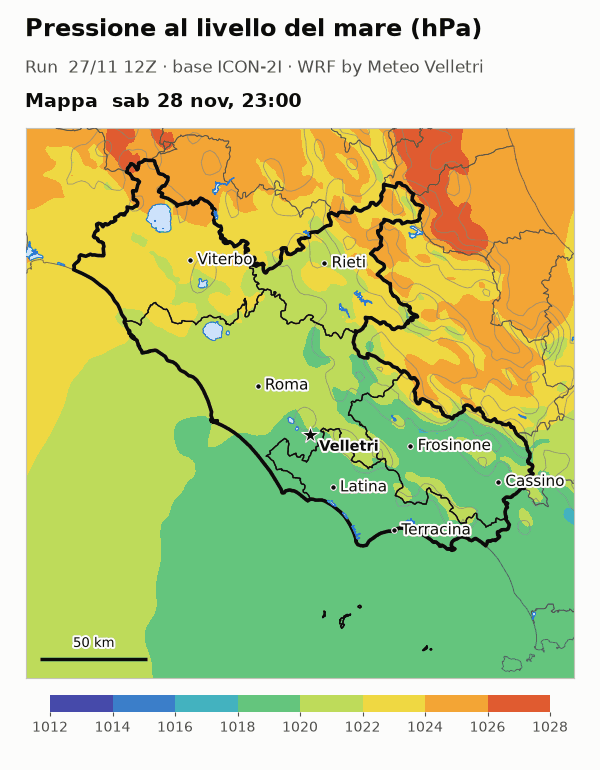 Pressione al livello del mare (hPa)
Run  27/11 12Z · base ICON-2I · WRF by Meteo Velletri
Mappa  sab 28 nov, 23:00
Viterbo
Rieti
Roma
Velletri
Frosinone
Cassino
Latina
Terracina
50 km
1012 1014 1016 1018 1020 1022 1024 1026 1028